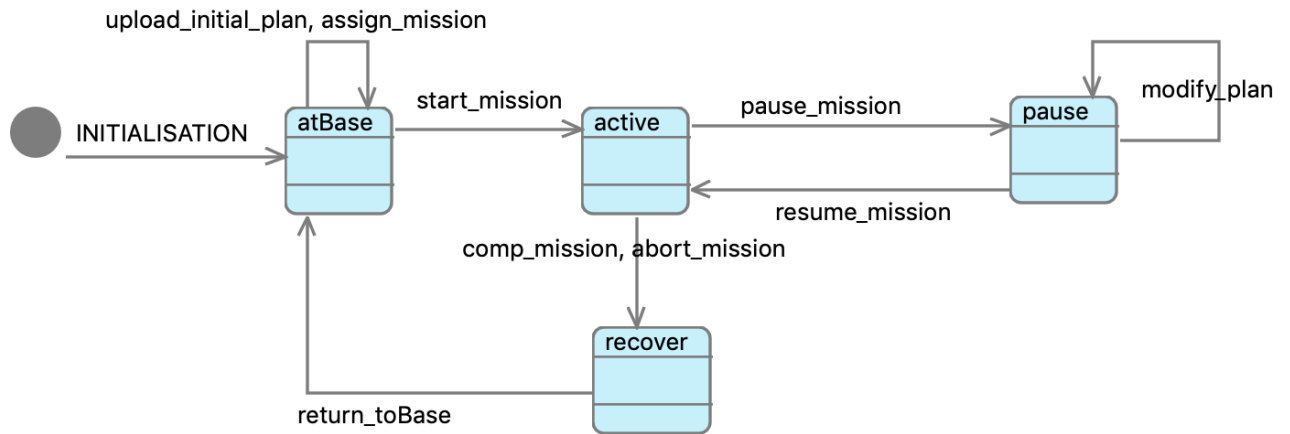 upload_initial_plan, assign_mission
start_mission
pause_mission
modify_plan
INITIALISATION
atBase
active
pause
resume_mission
comp_mission, abort_mission
recover
return_toBase